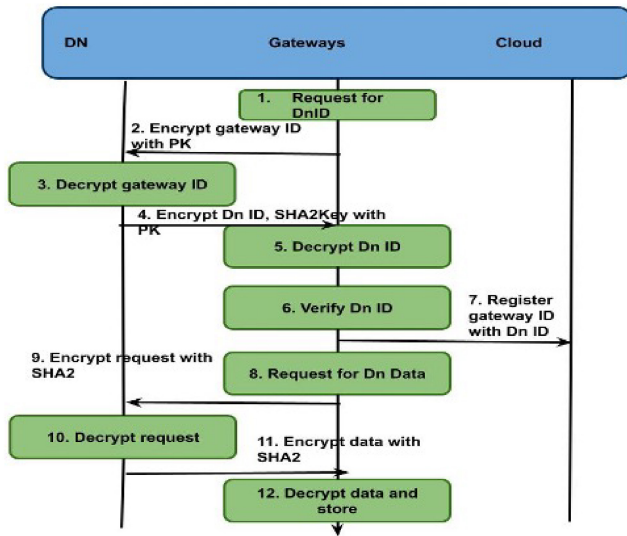 DN Gateways Cloud
1. Request for
DnID
2. Encrypt gateway ID
with PK
3. Decrypt gateway ID
4. Encrypt Dn ID, SHA2Key with
PK
5. Decrypt Dn ID
6. Verify Dn ID
7. Register
gateway ID
with Dn ID
9. Encrypt request with
SHA2
8. Request for Dn Data
10. Decrypt request
11. Encrypt data with
SHA2
12. Decrypt data and
store